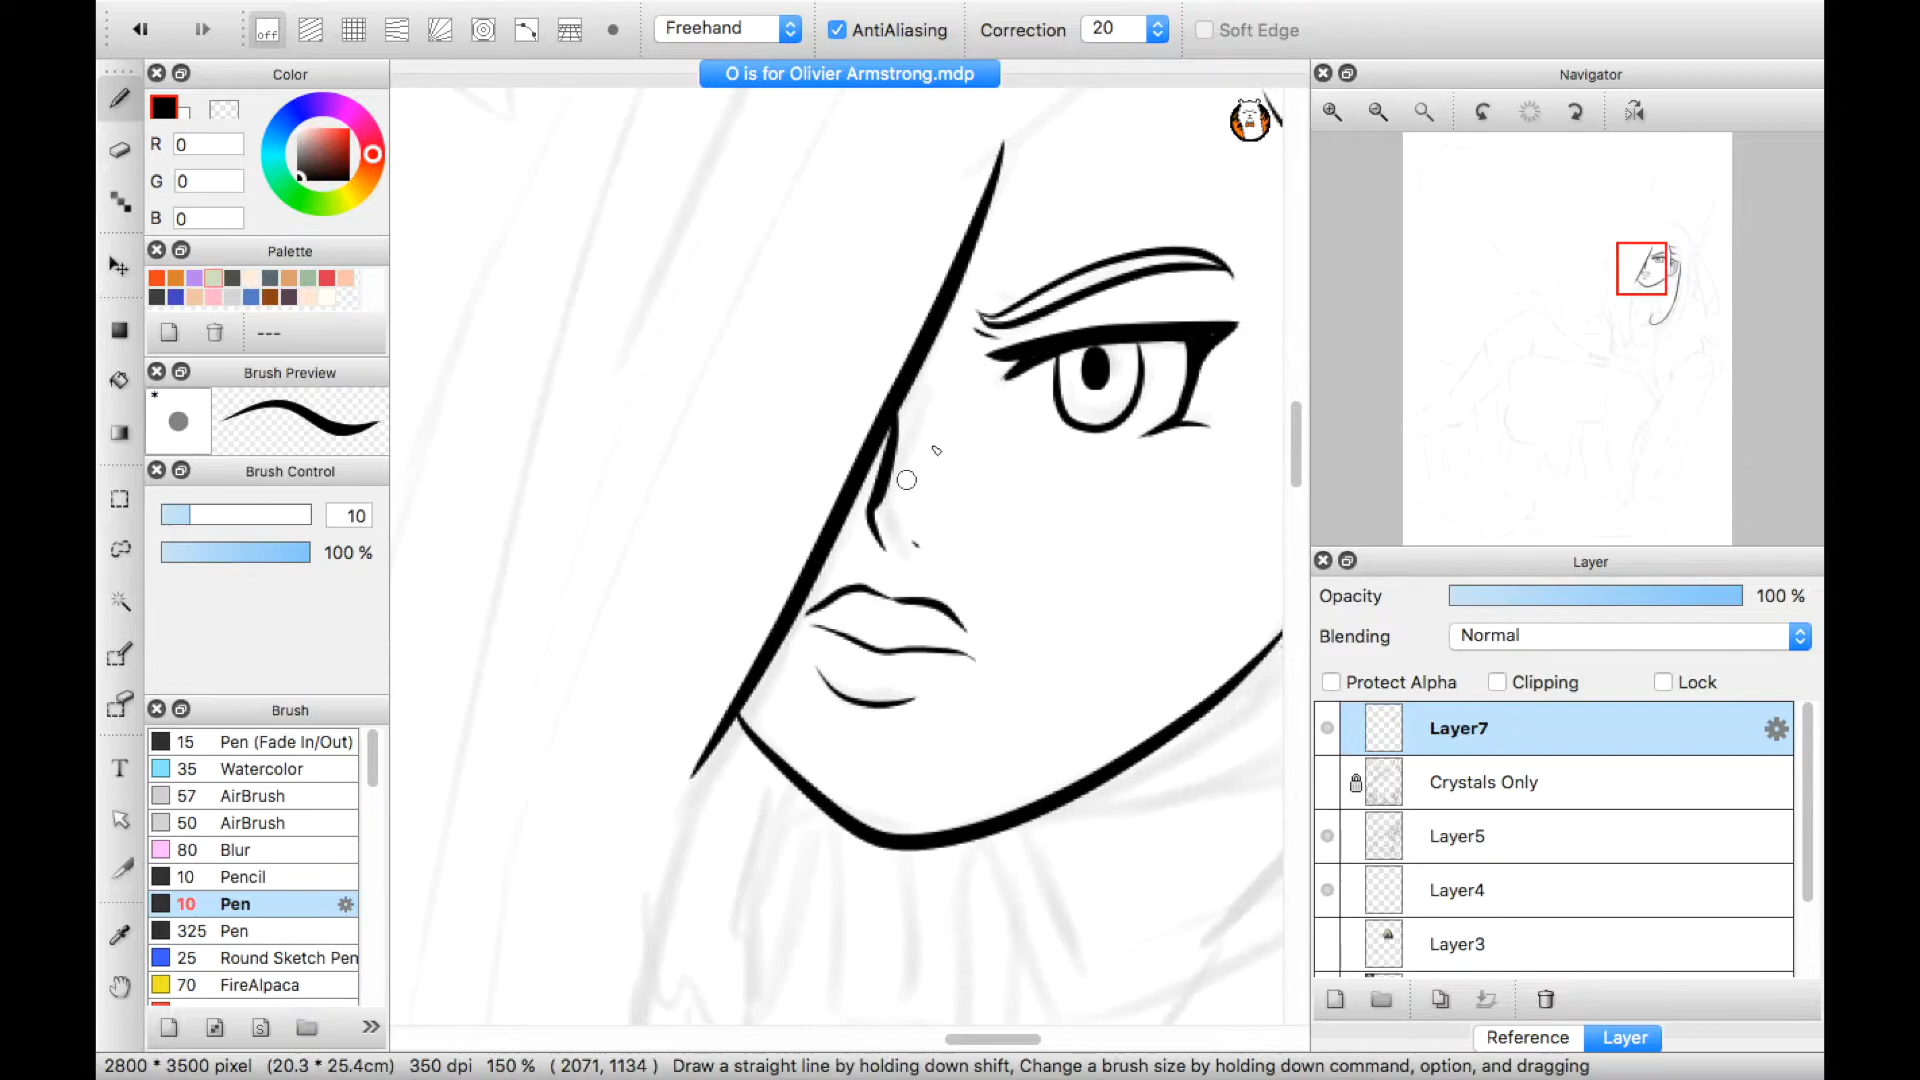 off
Freehand
AntiAliasing
Correction
20
Soft Edge
O is for Olivier Armstrong.mdp
Color
R
0
G
0
B
0
Palette
---
Brush Preview
*
Brush Control
10
100 %
Brush
15 Pen (Fade In/Out)
35 Watercolor
57 AirBrush
50 AirBrush
80 Blur
10 Pencil
10 Pen
325 Pen
25 Round Sketch Pen
70 FireAlpaca
Navigator
Layer
Opacity
100 %
Blending
Normal
Protect Alpha
Clipping
Lock
Layer7
Crystals Only
Layer5
Layer4
Layer3
Reference
Layer
2800 * 3500 pixel (20.3 * 25.4cm) 350 dpi 150 % ( 2071, 1134 ) Draw a straight line by holding down shift, Change a brush size by holding down command, option, and dragging